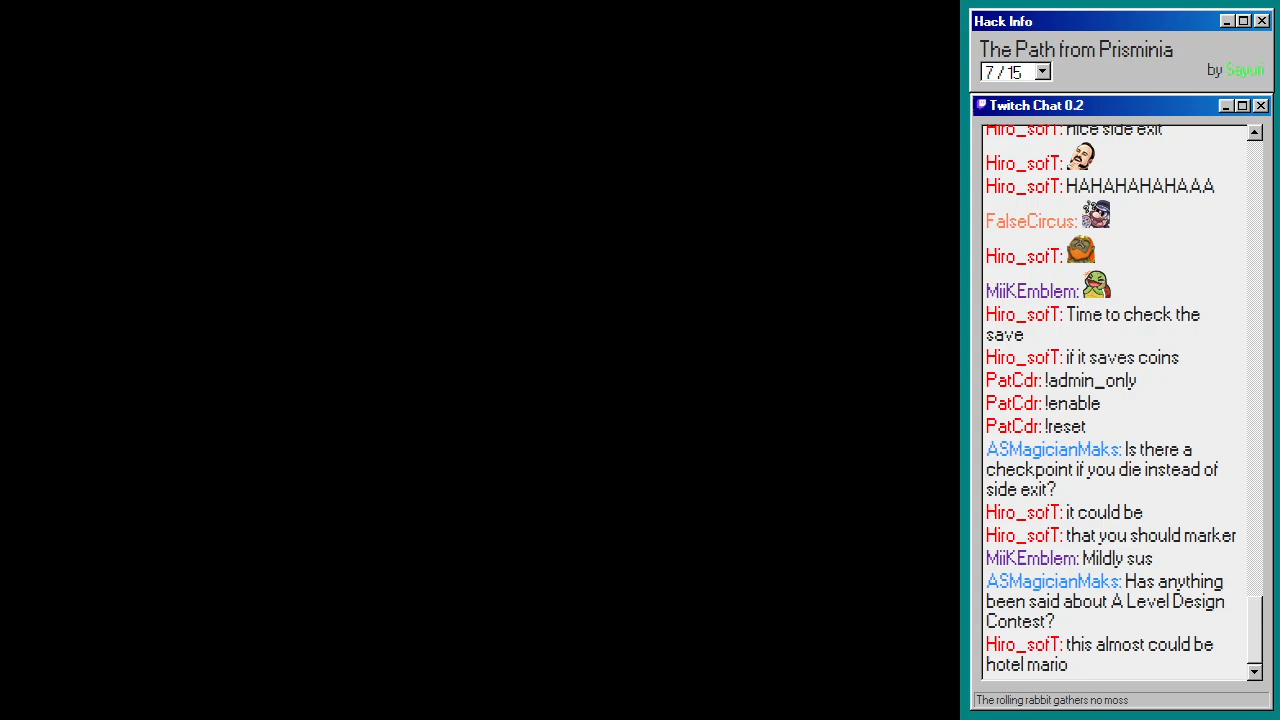 Hack Info
The Path from Prisminia
7 / 15
by Sayuri
Twitch Chat 0.2
Hiro_sofT: nice side exit
Hiro_sofT:
Hiro_sofT: HAHAHAHAHAAA
FalseCircus:
Hiro_sofT:
MiiKEmblem:
Hiro_sofT: Time to check the
save
Hiro_sofT: if it saves coins
PatCdr: !admin_only
PatCdr: !enable
PatCdr: !reset
ASMagicianMaks: Is there a
checkpoint if you die instead of
side exit?
Hiro_sofT: it could be
Hiro_sofT: that you should marker
MiiKEmblem: Mildly sus
ASMagicianMaks: Has anything
been said about A Level Design
Contest?
Hiro_sofT: this almost could be
hotel mario
The rolling rabbit gathers no moss